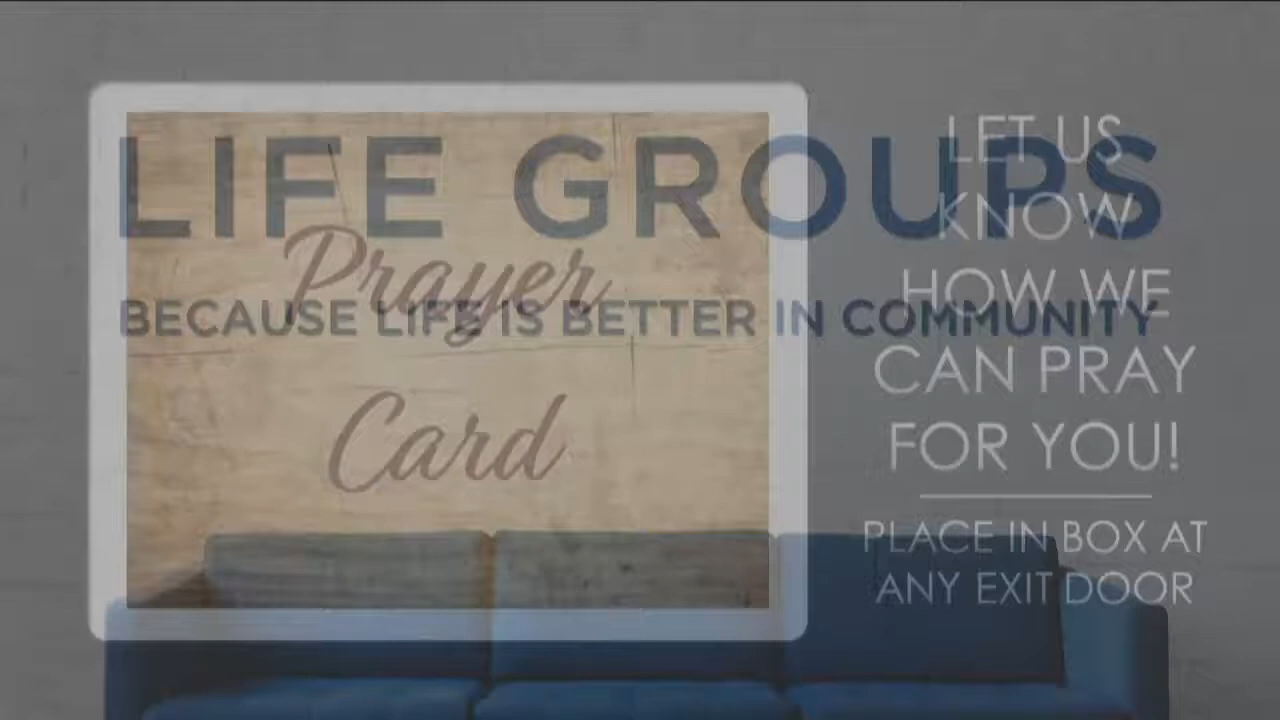 LIFE GROUPS
BECAUSE LIFE IS BETTER IN COMMUNITY
Prayer
Card
LET US
KNOW
HOW WE
CAN PRAY
FOR YOU!
PLACE IN BOX AT
ANY EXIT DOOR